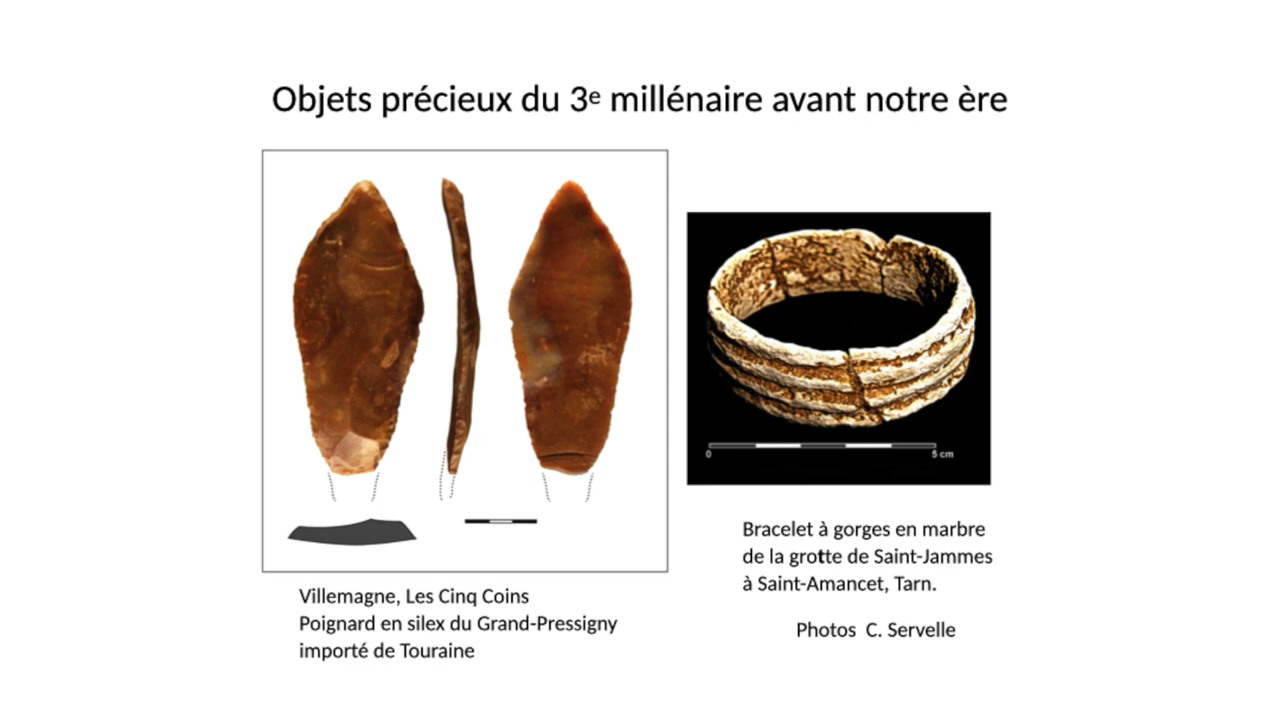 Objets précieux du 3e millénaire avant notre ère
0 5 cm
Villemagne, Les Cinq Coins
Poignard en silex du Grand-Pressigny
importé de Touraine
Bracelet à gorges en marbre
de la grotte de Saint-Jammes
à Saint-Amancet, Tarn.
Photos C. Servelle